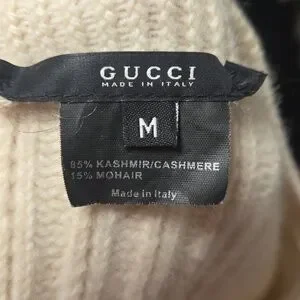 GUCCI
MADE IN ITALY
M
85% KASHMIR/CASHMERE
15% MOHAIR
Made in Italy